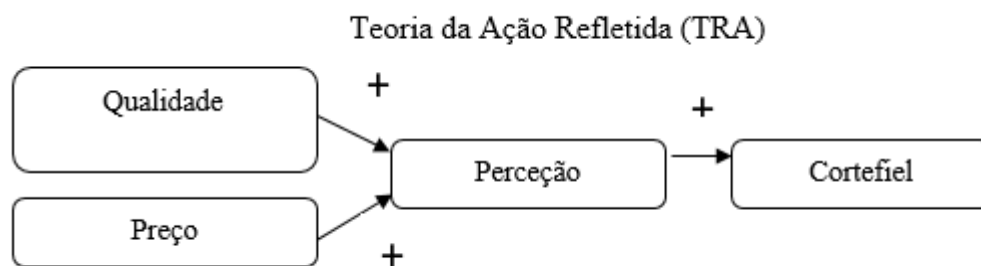 Teoria da Ação Refletida (TRA)
+
+
Qualidade
Perceção
Cortefiel
Preço
+